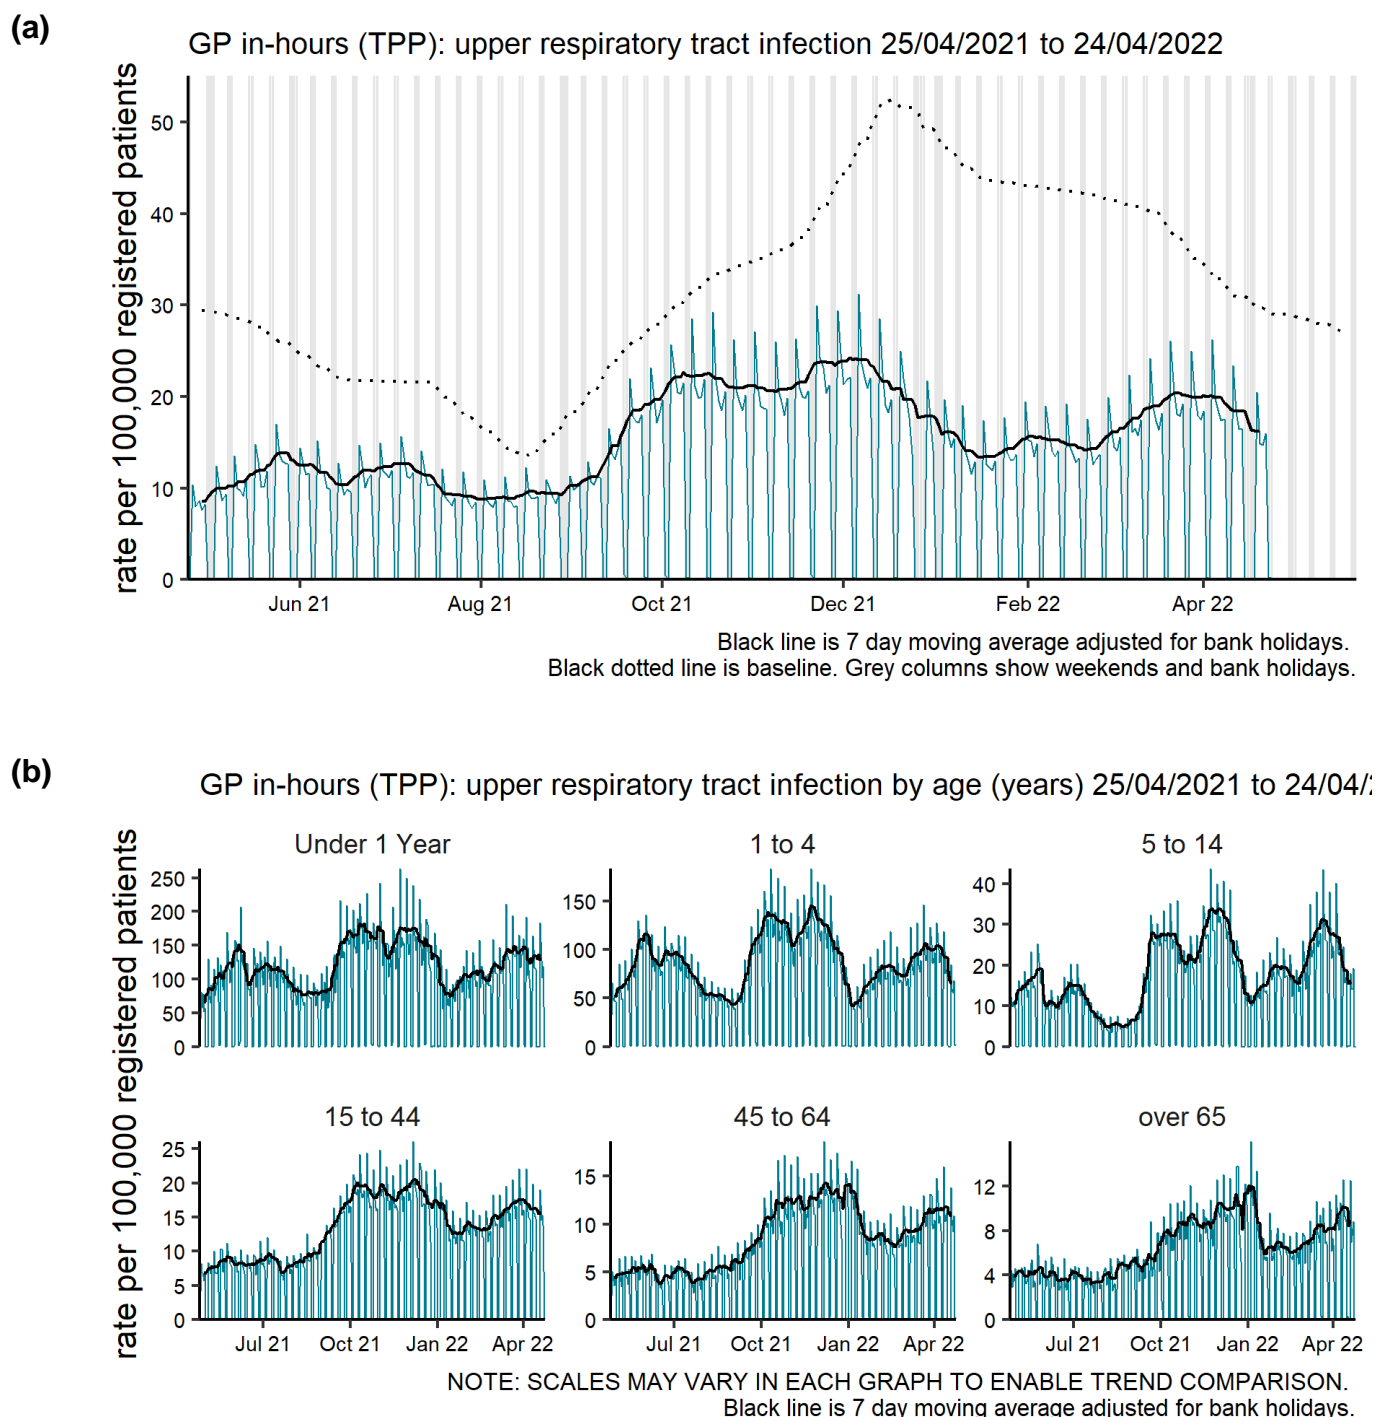 (a)
GP in-hours (TPP): upper respiratory tract infection 25/04/2021 to 24/04/2022
rate per 100,000 registered patients
50
40
30
20
10
0
Jun 21 Aug 21 Oct 21 Dec 21 Feb 22 Apr 22
Black line is 7 day moving average adjusted for bank holidays.
Black dotted line is baseline. Grey columns show weekends and bank holidays.
(b)
GP in-hours (TPP): upper respiratory tract infection by age (years) 25/04/2021 to 24/04/2
rate per 100,000 registered patients
Under 1 Year
250
200
150
100
50
0
1 to 4
150
100
50
0
5 to 14
40
30
20
10
0
15 to 44
25
20
15
10
5
0
Jul 21 Oct 21 Jan 22 Apr 22
45 to 64
15
10
5
0
Jul 21 Oct 21 Jan 22 Apr 22
over 65
12
8
4
0
Jul 21 Oct 21 Jan 22 Apr 22
NOTE: SCALES MAY VARY IN EACH GRAPH TO ENABLE TREND COMPARISON.
Black line is 7 day moving average adjusted for bank holidays.